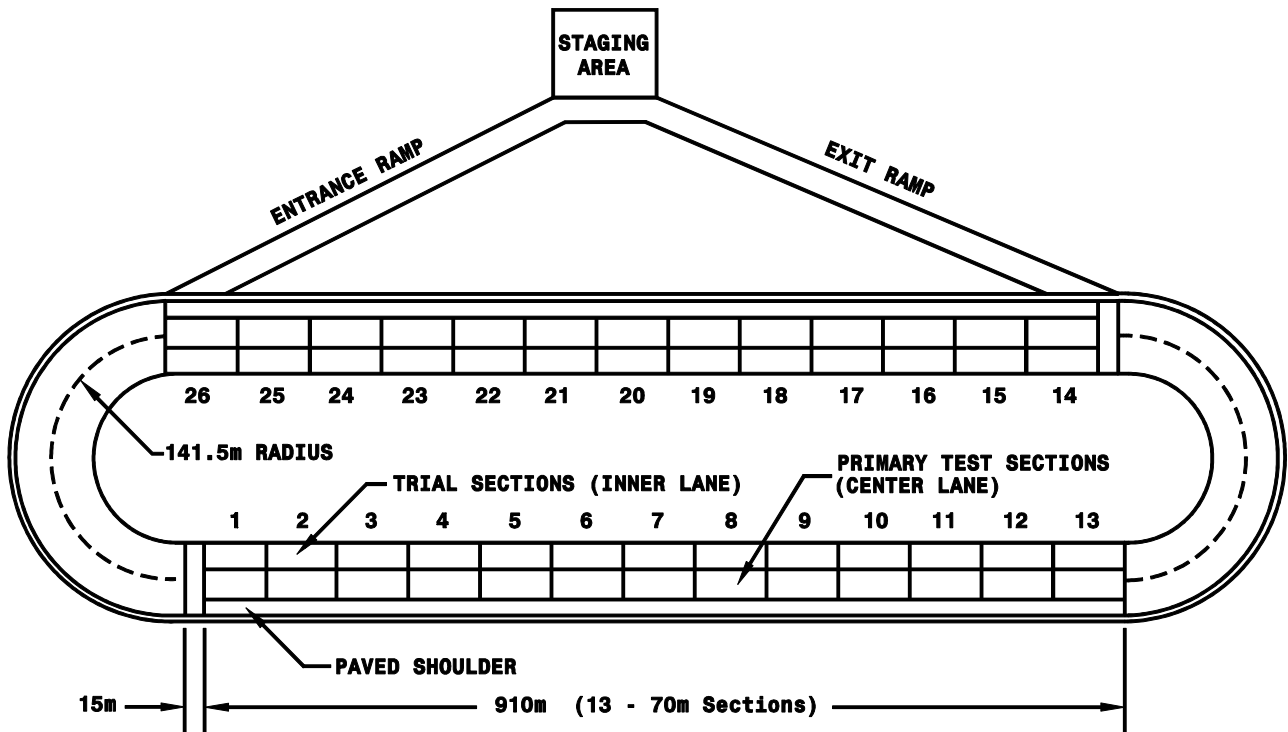 STAGING
AREA
ENTRANCE RAMP
EXIT RAMP
26 25 24 23 22 21 20 19 18 17 16 15 14
141.5m RADIUS
PRIMARY TEST SECTIONS
(CENTER LANE)
TRIAL SECTIONS (INNER LANE)
1 2 3 4 5 6 7 8 9 10 11 12 13
PAVED SHOULDER
15m
910m (13 - 70m Sections)